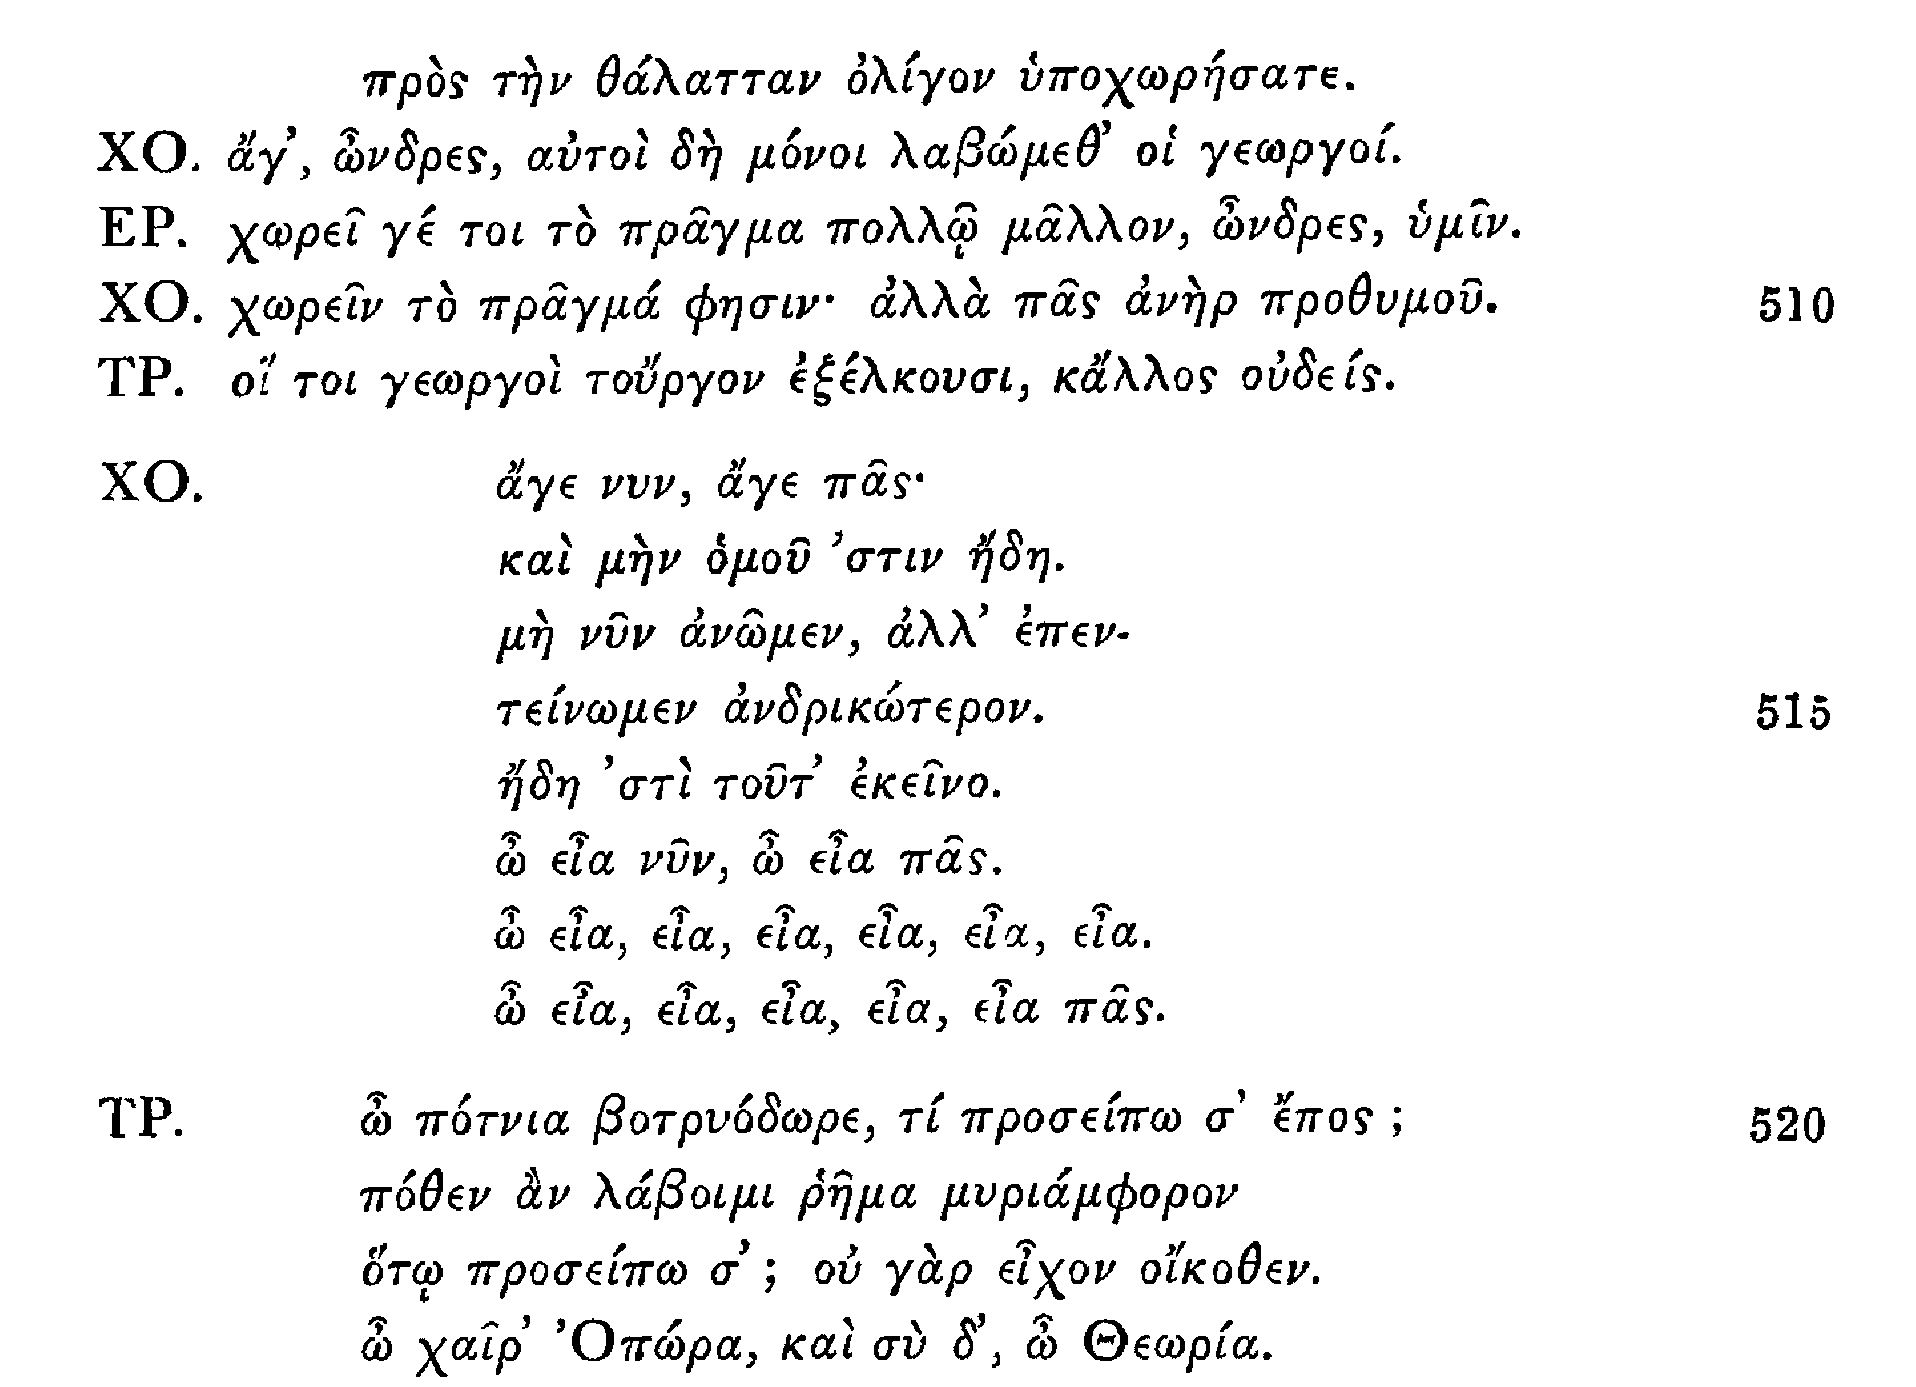 πρὸς τὴν θάλατταν ὀλίγον ὑποχωρήσατε.
ΧΟ. ἄγ’, ὦνδρες, αὐτοὶ δὴ μόνοι λαβώμεθ’ οἱ γεωργοί.
ΕΡ. χωρεῖ γέ τοι τὸ πρᾶγμα πολλῷ μᾶλλον, ὦνδρες, ὑμῖν.
ΧΟ. χωρεῖν τὸ πρᾶγμά φησιν· ἀλλὰ πᾶς ἀνὴρ προθυμοῦ. 510
ΤΡ. οἵ τοι γεωργοὶ τοὔργον ἐξέλκουσι, κἄλλος οὐδείς.
ΧΟ. ἄγε νυν, ἄγε πᾶς·
καὶ μὴν ὁμοῦ ’στιν ἤδη.
μὴ νῦν ἀνῶμεν, ἀλλ’ ἐπεν-
τείνωμεν ἀνδρικώτερον. 515
ἤδη ’στὶ τοῦτ’ ἐκεῖνο.
ὦ εἶα νῦν, ὦ εἶα πᾶς.
ὦ εἶα, εἶα, εἶα, εἶα, εἶα, εἶα.
ὦ εἶα, εἶα, εἶα, εἶα, εἶα πᾶς.
ΤΡ. ὦ πότνια βοτρυόδωρε, τί προσείπω σ’ ἔπος ; 520
πόθεν ἂν λάβοιμι ῥῆμα μυριάμφορον
ὅτῳ προσείπω σ’ ; οὐ γὰρ εἶχον οἴκοθεν.
ὦ χαῖρ’ Ὀπώρα, καὶ σὺ δ’, ὦ Θεωρία.